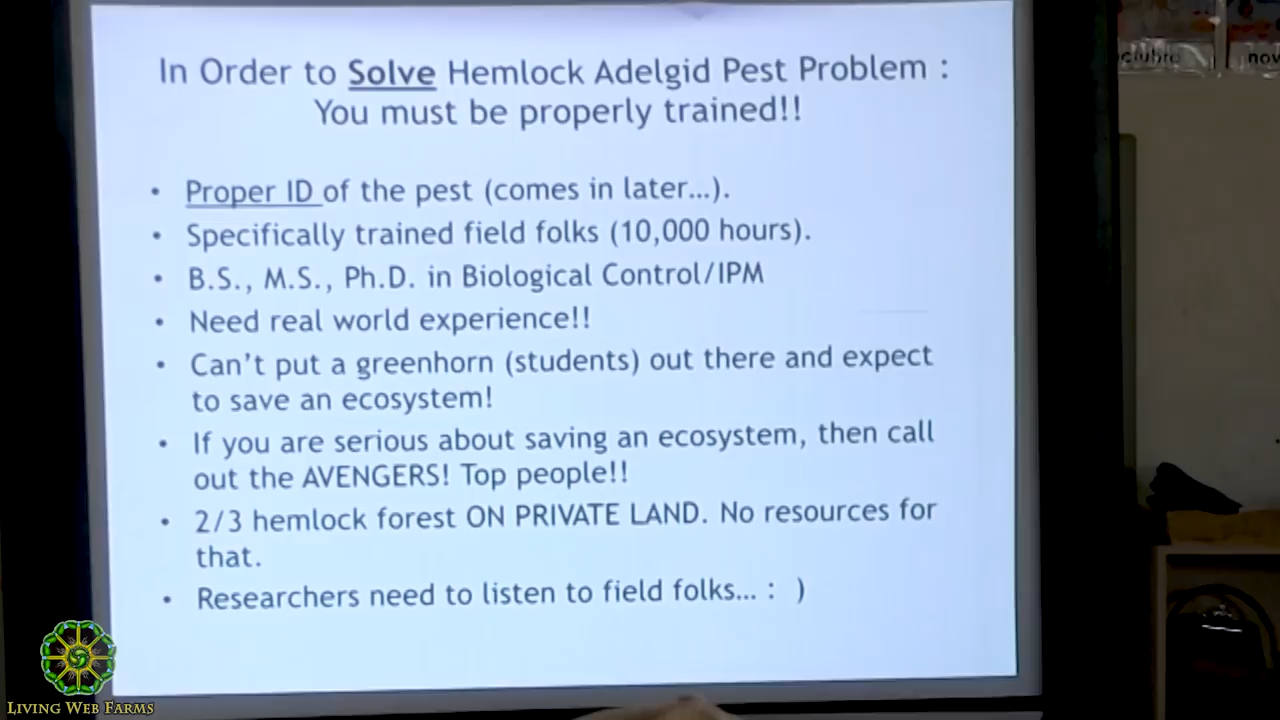 In Order to Solve Hemlock Adelgid Pest Problem :
You must be properly trained!!
• Proper ID of the pest (comes in later...).
• Specifically trained field folks (10,000 hours).
• B.S., M.S., Ph.D. in Biological Control/IPM
• Need real world experience!!
• Can't put a greenhorn (students) out there and expect
to save an ecosystem!
• If you are serious about saving an ecosystem, then call
out the AVENGERS! Top people!!
• 2/3 hemlock forest ON PRIVATE LAND. No resources for
that.
• Researchers need to listen to field folks... : )
LIVING WEB FARMS